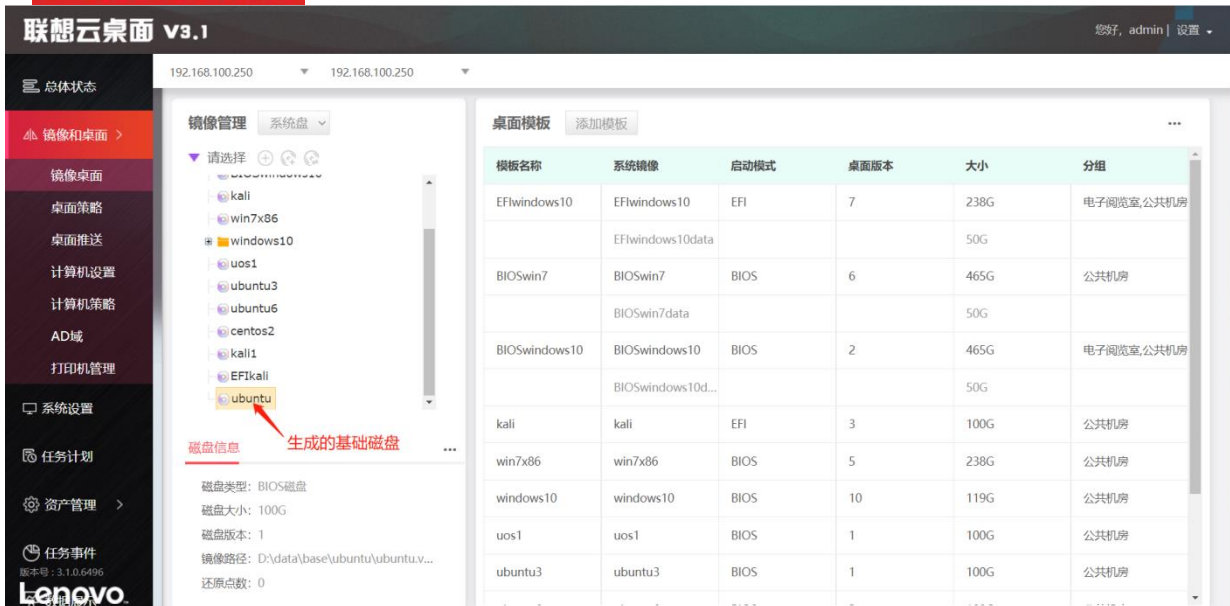 联想云桌面 V3.1
您好，admin | 设置
总体状态
镜像和桌面
镜像桌面
桌面策略
桌面推送
计算机设置
计算机策略
AD域
打印机管理
系统设置
任务计划
资产管理
任务事件
版本号：3.1.0.6496
Lenovo
192.168.100.250
192.168.100.250
镜像管理 系统盘
请选择
BIOSwindows10
kali
win7x86
windows10
uos1
ubuntu3
ubuntu6
centos2
kali1
EFIkali
ubuntu
生成的基础磁盘
磁盘信息 ...
磁盘类型：BIOS磁盘
磁盘大小：100G
磁盘版本：1
镜像路径：D:\data\base\ubuntu\ubuntu.v...
还原点数：0
桌面模板 添加模板 ...
模板名称 系统镜像 启动模式 桌面版本 大小 分组
EFIwindows10 EFIwindows10 EFI 7 238G 电子阅览室,公共机房
EFIwindows10data 50G
BIOSwin7 BIOSwin7 BIOS 6 465G 公共机房
BIOSwin7data 50G
BIOSwindows10 BIOSwindows10 BIOS 2 465G 电子阅览室,公共机房
BIOSwindows10d... 50G
kali kali EFI 3 100G 公共机房
win7x86 win7x86 BIOS 5 238G 公共机房
windows10 windows10 BIOS 10 119G 公共机房
uos1 uos1 BIOS 1 100G 公共机房
ubuntu3 ubuntu3 BIOS 1 100G 公共机房